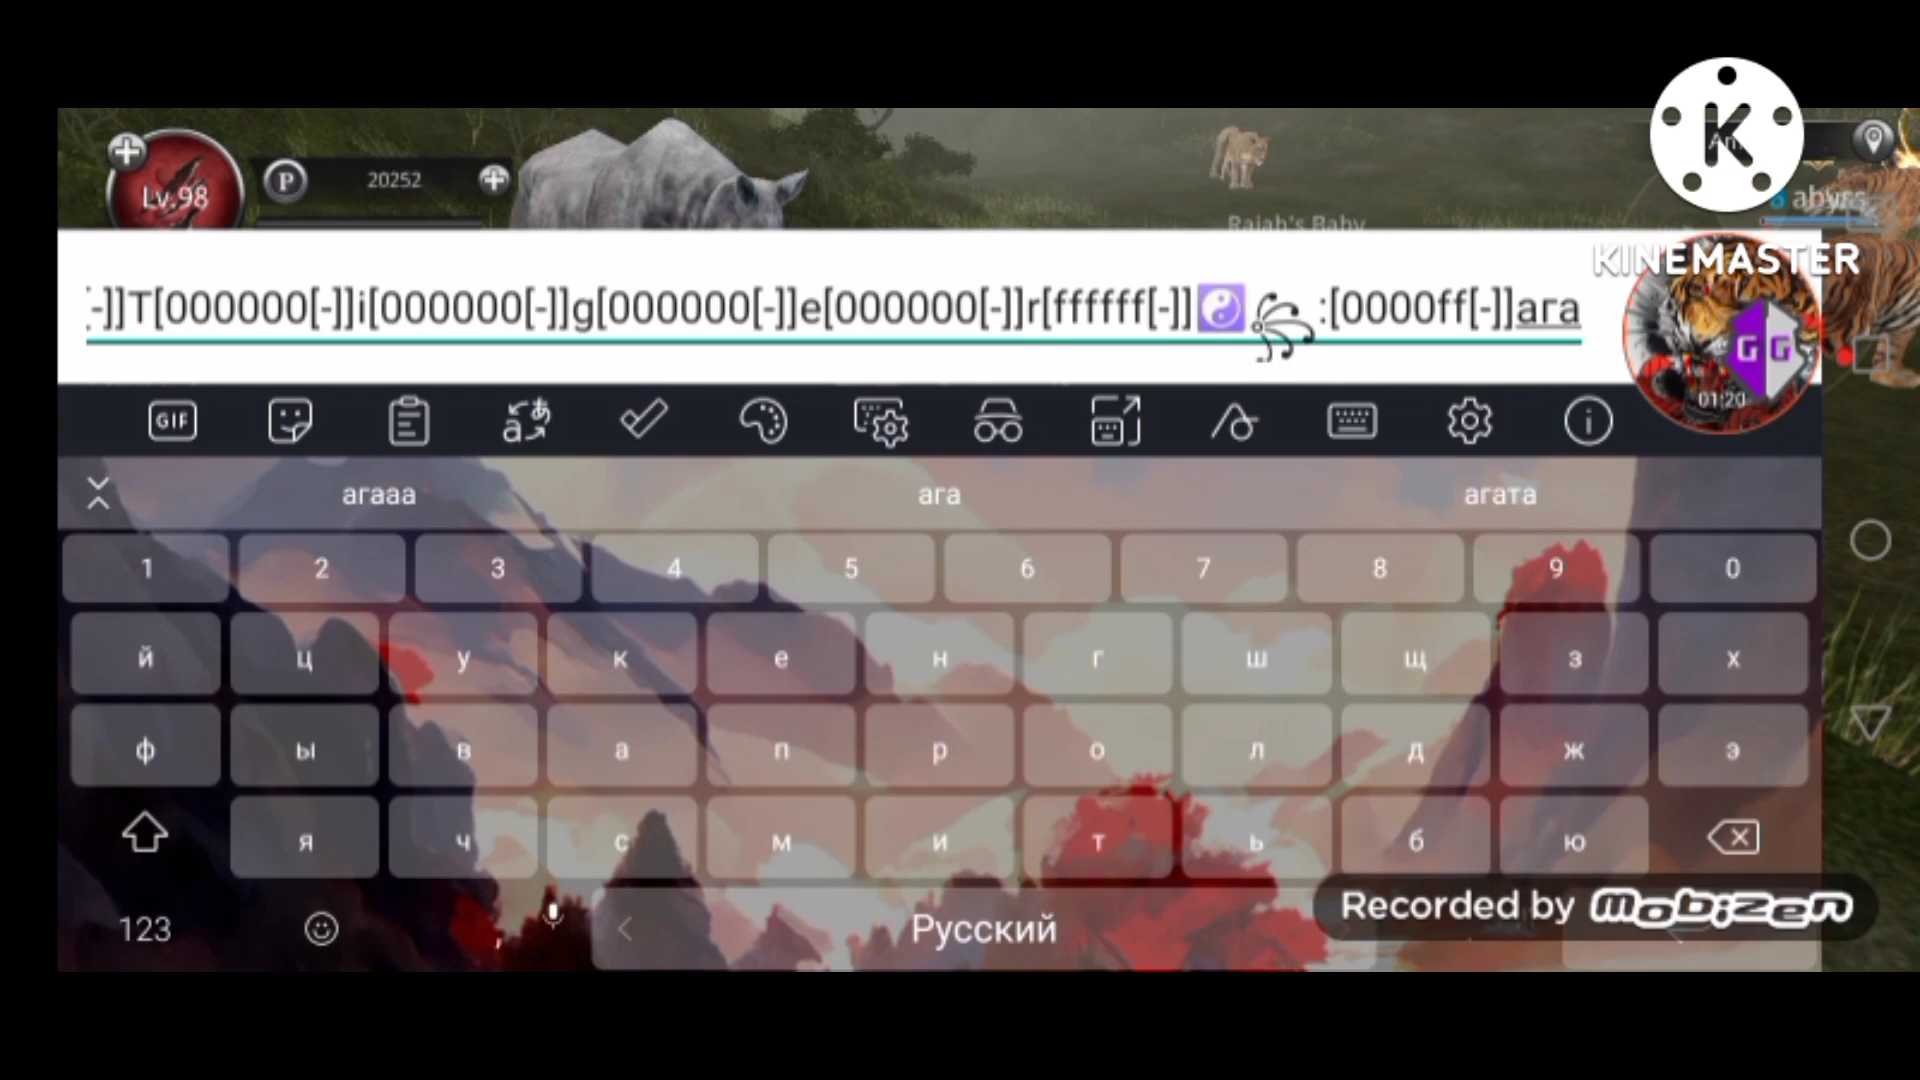 Lv.98
P
20252
abyss
Rajah's Baby
K
KINEMASTER
-]]T[000000[-]]i[000000[-]]g[000000[-]]e[000000[-]]r[ffffff[-]]☯ :[0000ff[-]]ага
G G
01:20
GIF
агааа ага агата
1 2 3 4 5 6 7 8 9 0
й ц у к е н г ш щ з х
ф ы в а п р о л д ж э
я ч с м и т ь б ю
123 , Русский
Recorded by Mobizen